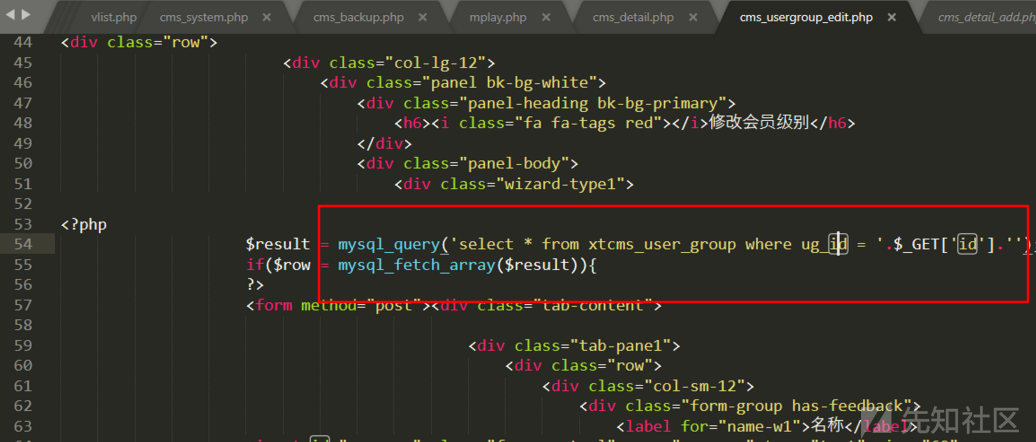 vlist.php cms_system.php × cms_backup.php × mplay.php × cms_detail.php × cms_usergroup_edit.php × cms_detail_add.ph
44 <div class="row">
45 <div class="col-lg-12">
46 <div class="panel bk-bg-white">
47 <div class="panel-heading bk-bg-primary">
48 <h6><i class="fa fa-tags red"></i>修改会员级别</h6>
49 </div>
50 <div class="panel-body">
51 <div class="wizard-type1">
52
53 <?php
54 $result = mysql_query('select * from xtcms_user_group where ug_id = '.$_GET['id'].'');
55 if($row = mysql_fetch_array($result)){
56 ?>
57 <form method="post"><div class="tab-content">
58
59 <div class="tab-pane1">
60 <div class="row">
61 <div class="col-sm-12">
62 <div class="form-group has-feedback">
63 <label for="name-w1">名称</label>
先知社区